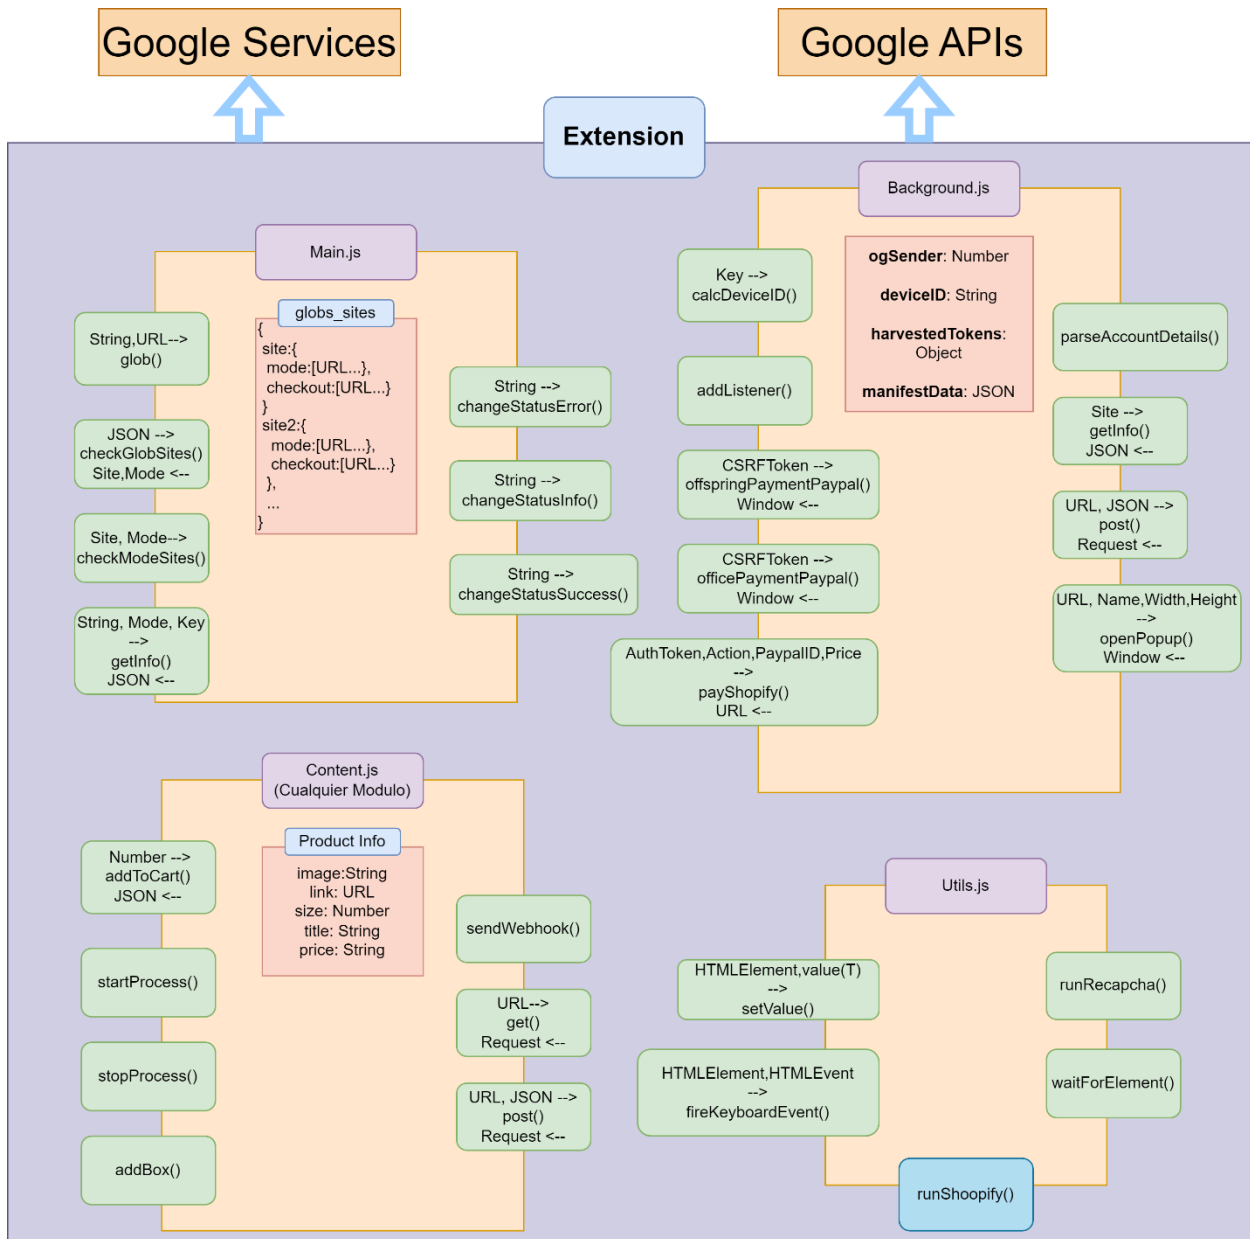 Google Services
Google APIs
Extension
Main.js
globs_sites
{
site:{
mode:[URL...},
checkout:[URL...}
}
site2:{
mode:[URL...},
checkout:[URL...}
},
...
}
String,URL-->
glob()
JSON -->
checkGlobSites()
Site,Mode <--
Site, Mode-->
checkModeSites()
String, Mode, Key
-->
getInfo()
JSON <--
String -->
changeStatusError()
String -->
changeStatusInfo()
String -->
changeStatusSuccess()
Background.js
ogSender: Number
deviceID: String
harvestedTokens:
Object
manifestData: JSON
Key -->
calcDeviceID()
addListener()
CSRFToken -->
offspringPaymentPaypal()
Window <--
CSRFToken -->
officePaymentPaypal()
Window <--
AuthToken,Action,PaypalID,Price
-->
payShopify()
URL <--
parseAccountDetails()
Site -->
getInfo()
JSON <--
URL, JSON -->
post()
Request <--
URL, Name,Width,Height
-->
openPopup()
Window <--
Content.js
(Cualquier Modulo)
Product Info
image:String
link: URL
size: Number
title: String
price: String
Number -->
addToCart()
JSON <--
startProcess()
stopProcess()
addBox()
sendWebhook()
URL-->
get()
Request <--
URL, JSON -->
post()
Request <--
Utils.js
HTMLElement,value(T)
-->
setValue()
HTMLElement,HTMLEvent
-->
fireKeyboardEvent()
runRecapcha()
waitForElement()
runShoopify()